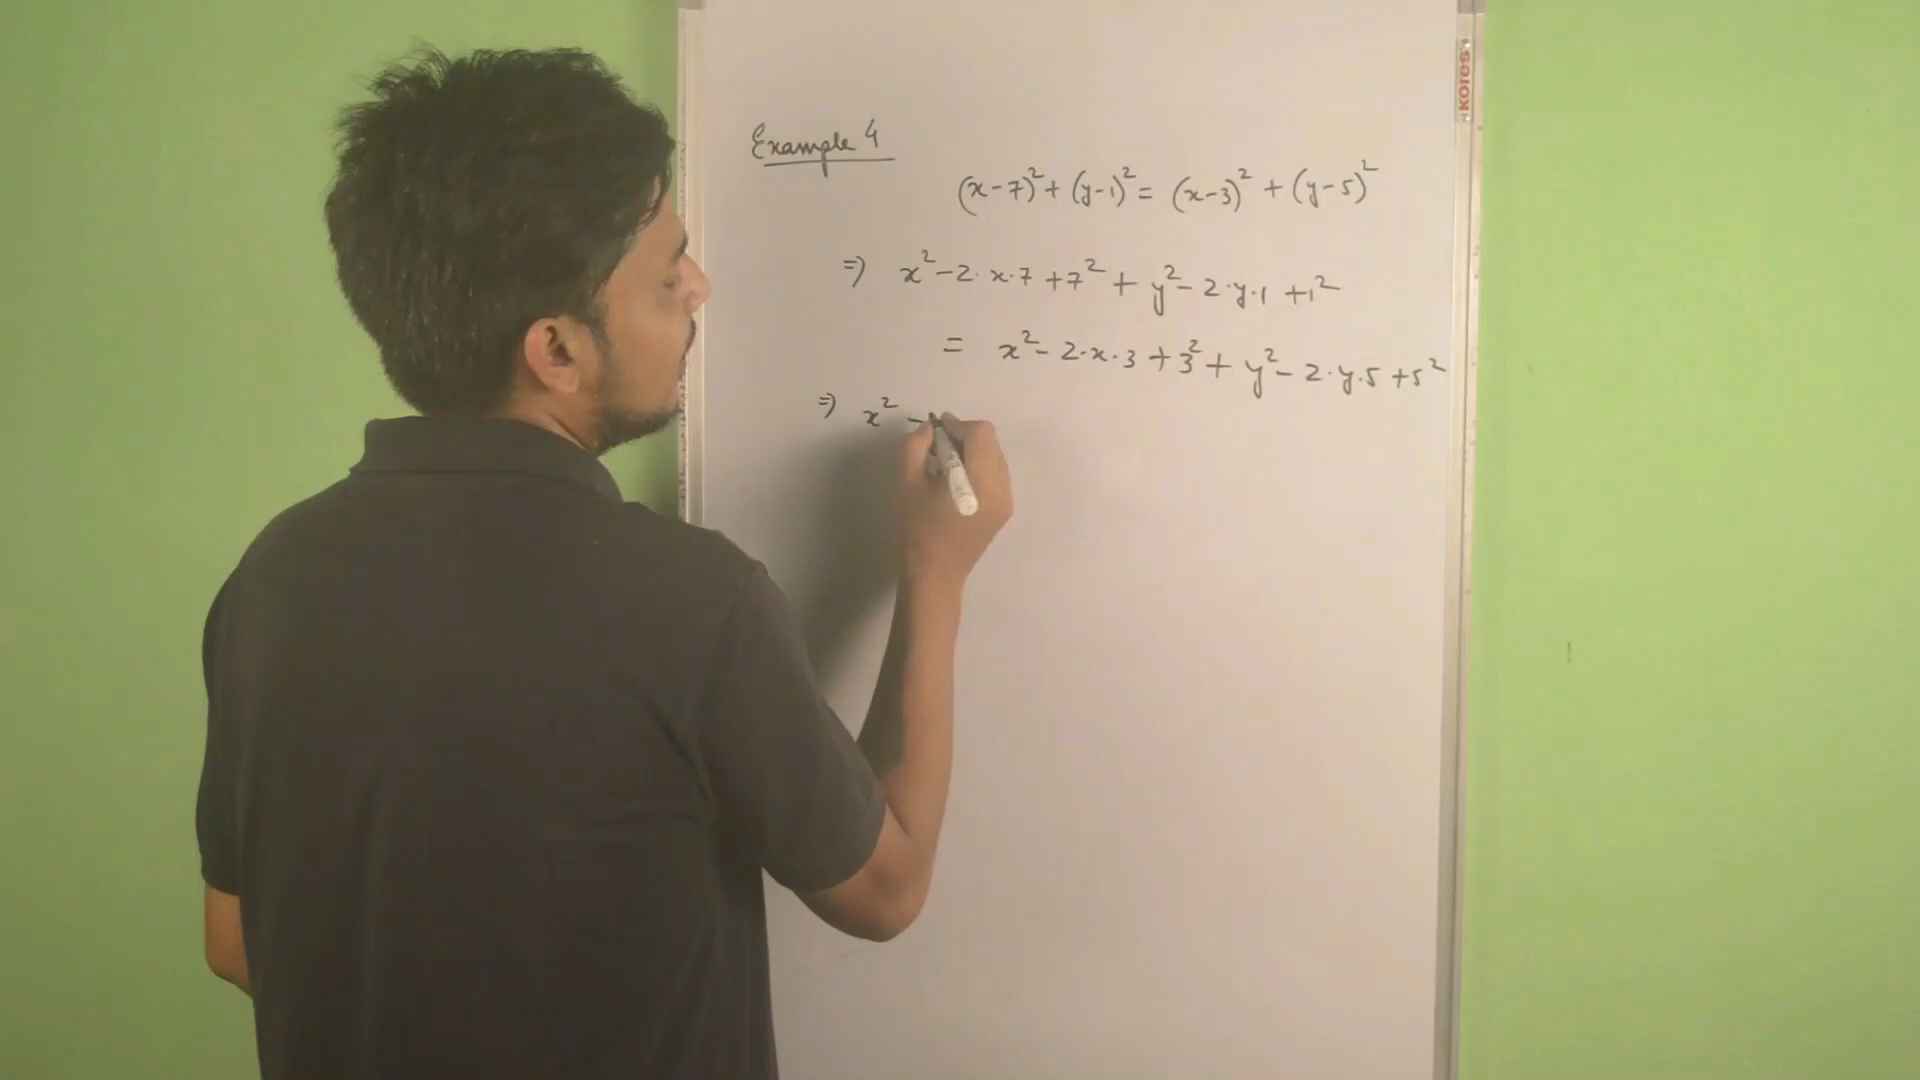 Example 4
(x-7)²+(y-1)² = (x-3)² + (y-5)²
⇒ x²-2·x·7+7² + y²-2·y·1 +1²
= x²-2·x·3+3²+ y²-2·y·5+5²
⇒ x² -
kores